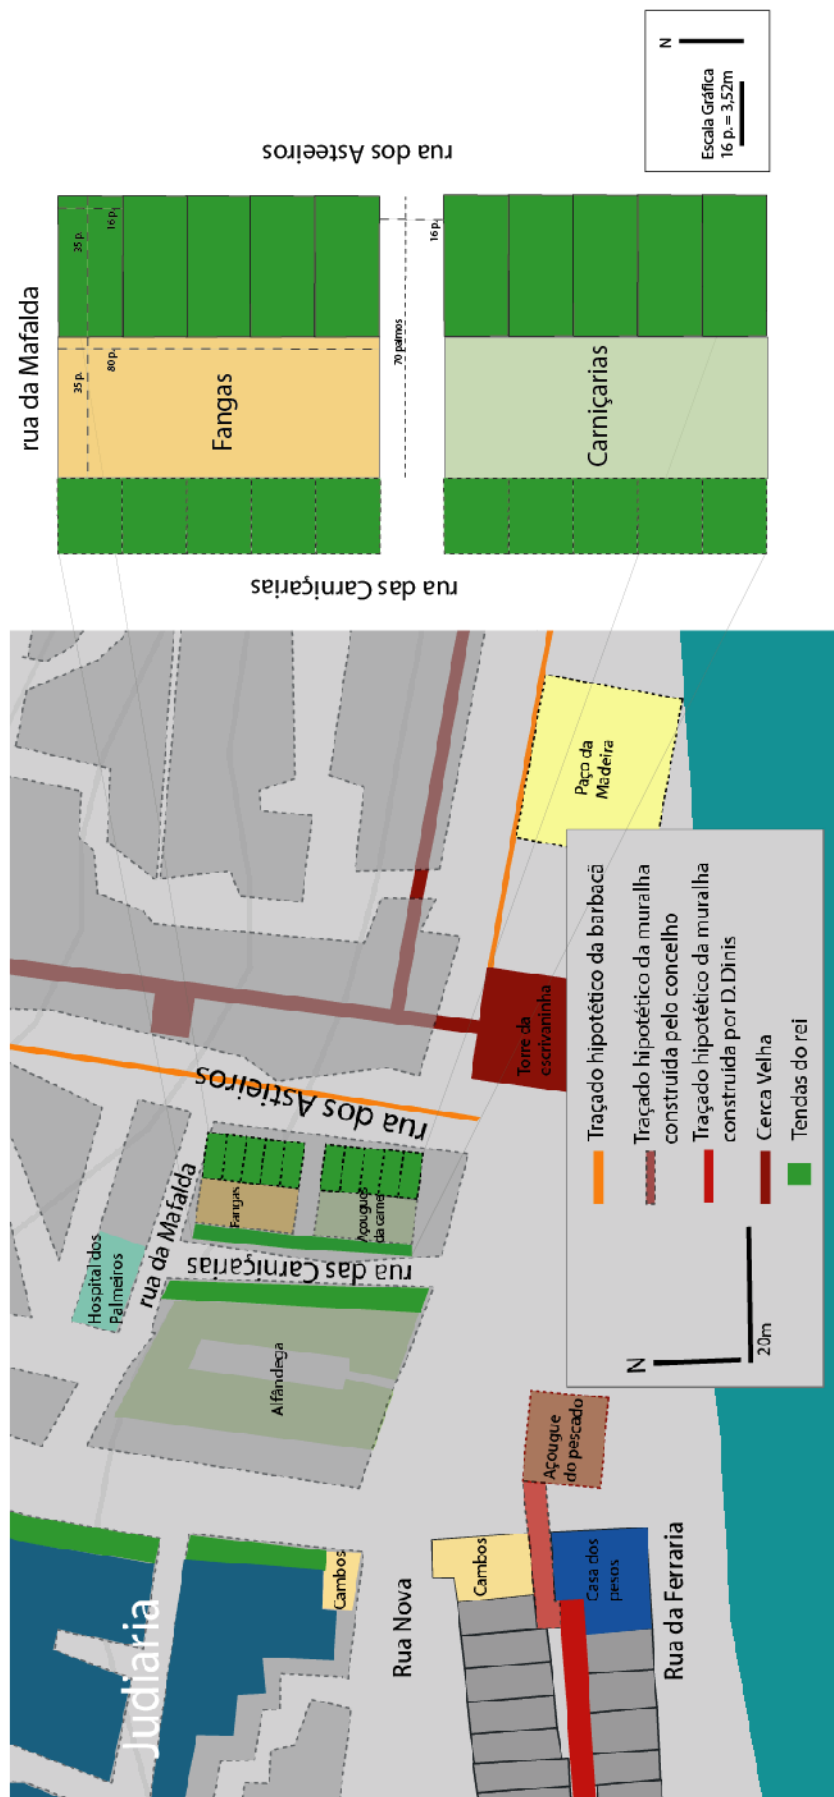 N
Escala Gráfica
16 p. = 3,52m
rua dos Asteeiros
rua da Mafalda
35 p.
16 p.
35 p.
80 p.
Fangas
70 palmos
16 p.
Carniçarias
rua das Carniçarias
Paço da
Madeira
Torre da
escrivaninha
rua dos Astieiros
rua da Mafalda
Hospital dos
Palmeiros
Fangas
Açougues
da carne
rua das Carniçarias
Alfândega
Açougue
do pescado
Judiaria
Cambos
Rua Nova
Cambos
Casa dos
pesos
Rua da Ferraria
Traçado hipotético da barbacã
Traçado hipotético da muralha
construída pelo concelho
Traçado hipotético da muralha
construída por D.Dinis
Cerca Velha
Tendas do rei
N
20m